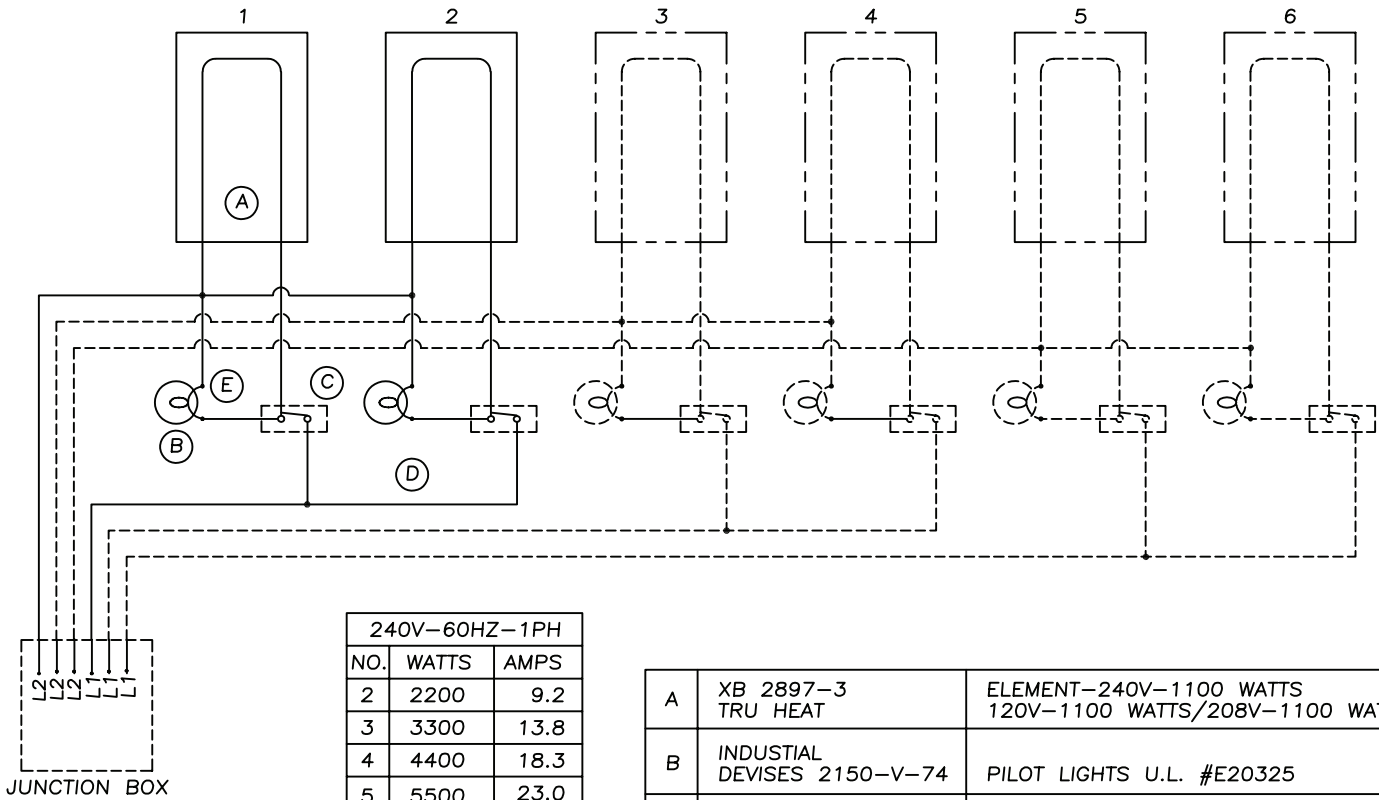 1 2 3 4 5 6
A
E C
B
D
L2 L2 L2 L1 L1 L1
JUNCTION BOX
240V-60HZ-1PH
NO. WATTS AMPS
2 2200 9.2
3 3300 13.8
4 4400 18.3
5 5500 23.0
A XB 2897-3 ELEMENT-240V-1100 WATTS
TRU HEAT 120V-1100 WATTS/208V-1100
B INDUSTIAL
DEVISES 2150-V-74 PILOT LIGHTS U.L. #E20325